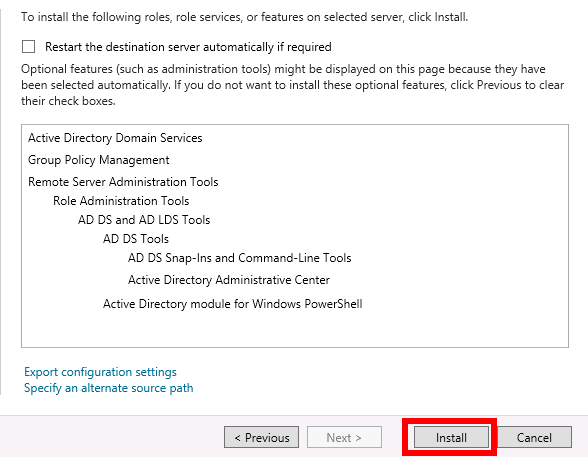 To install the following roles, role services, or features on selected server, click Install.
Restart the destination server automatically if required
Optional features (such as administration tools) might be displayed on this page because they have
been selected automatically. If you do not want to install these optional features, click Previous to clear
their check boxes.
Active Directory Domain Services
Group Policy Management
Remote Server Administration Tools
Role Administration Tools
AD DS and AD LDS Tools
AD DS Tools
AD DS Snap-Ins and Command-Line Tools
Active Directory Administrative Center
Active Directory module for Windows PowerShell
Export configuration settings
Specify an alternate source path
< Previous
Next >
Install
Cancel